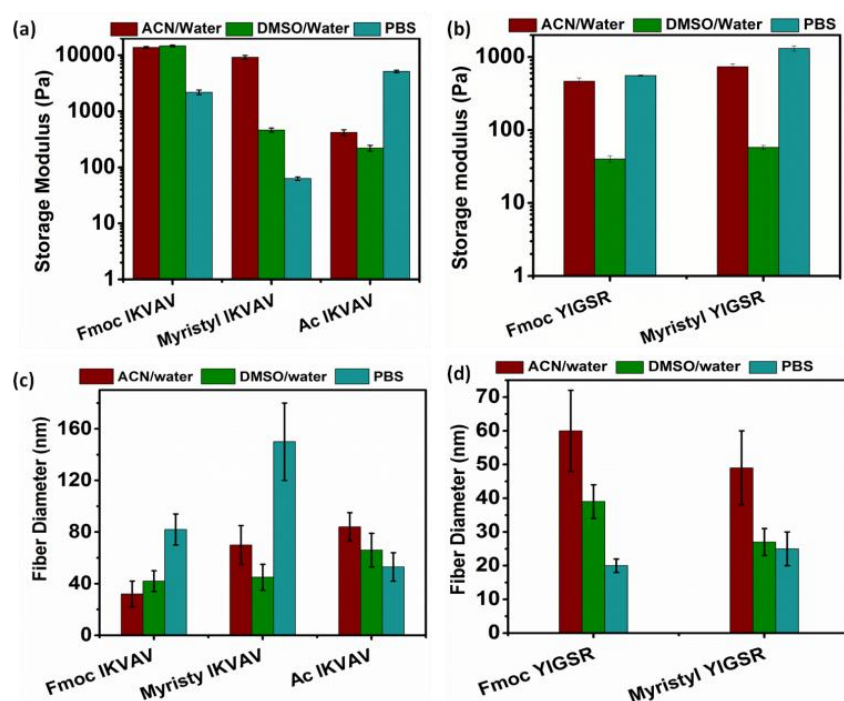 (a)
ACN/Water DMSO/Water PBS
Storage Modulus (Pa)
10000
1000
100
10
1
Fmoc IKVAV
Myristyl IKVAV
Ac IKVAV
(b)
ACN/Water DMSO/Water PBS
Storage modulus (Pa)
1000
100
10
1
Fmoc YIGSR
Myristyl YIGSR
(c)
ACN/water DMSO/water PBS
Fiber Diameter (nm)
160
120
80
40
0
Fmoc IKVAV
Myristy IKVAV
Ac IKVAV
(d)
ACN/water DMSO/water PBS
Fiber Diameter (nm)
70
60
50
40
30
20
10
0
Fmoc YIGSR
Myristyl YIGSR